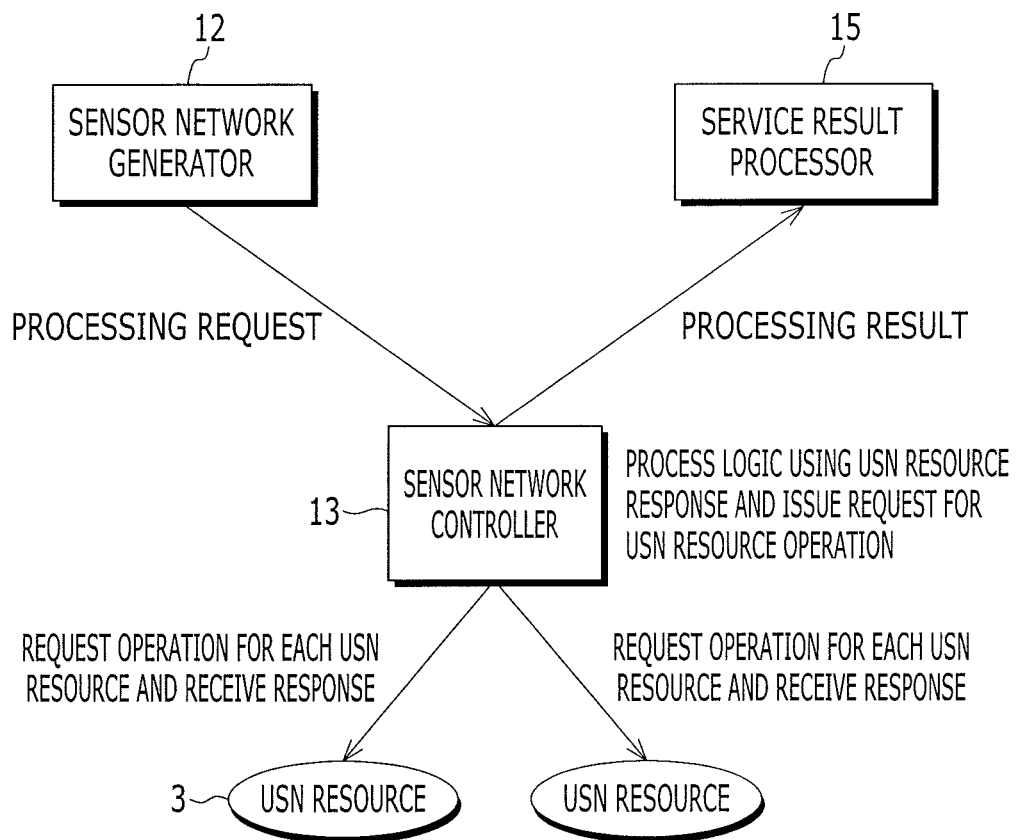 12
15
SENSOR NETWORK
GENERATOR
SERVICE RESULT
PROCESSOR
PROCESSING REQUEST
PROCESSING RESULT
13
SENSOR NETWORK
CONTROLLER
PROCESS LOGIC USING USN RESOURCE
RESPONSE AND ISSUE REQUEST FOR
USN RESOURCE OPERATION
REQUEST OPERATION FOR EACH USN
RESOURCE AND RECEIVE RESPONSE
REQUEST OPERATION FOR EACH USN
RESOURCE AND RECEIVE RESPONSE
3
USN RESOURCE
USN RESOURCE